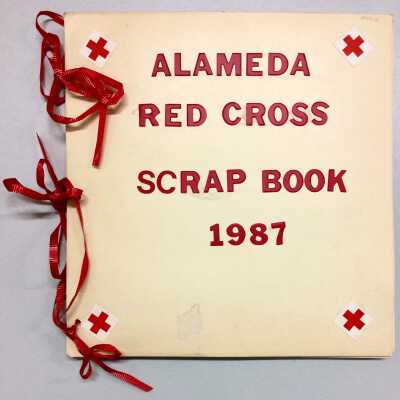 ALAMEDA
RED CROSS
SCRAP BOOK
1987